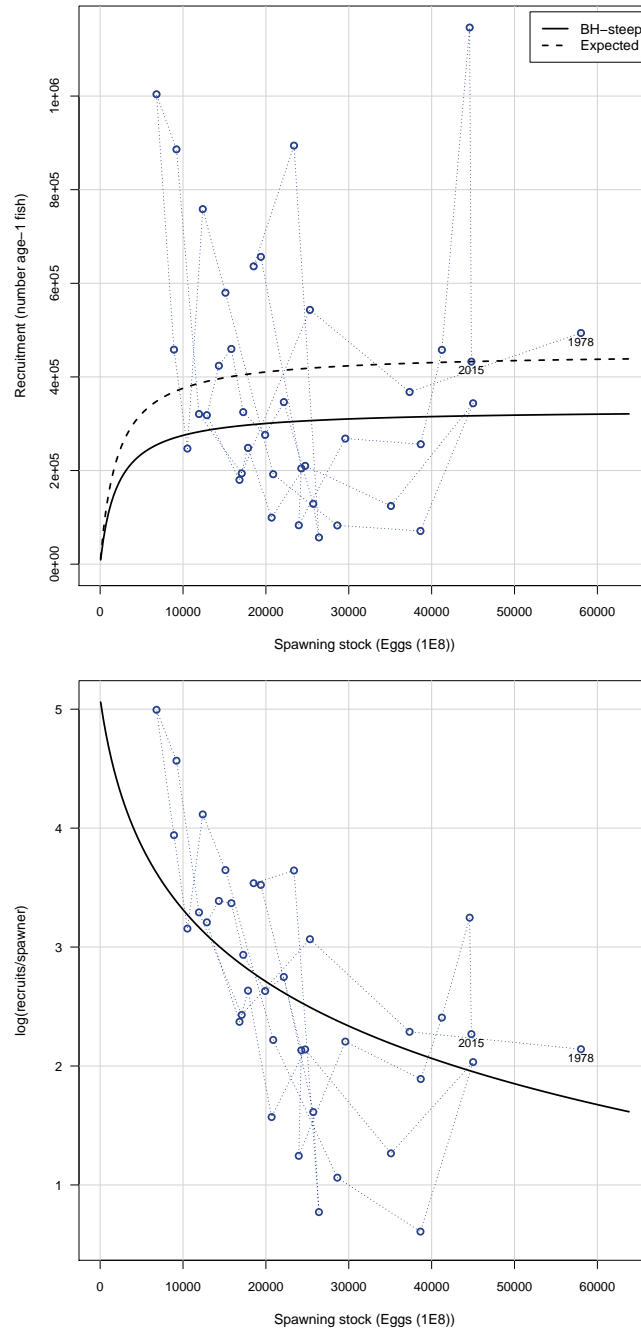 BH−steep
Expected
1e+06
8e+05
6e+05
4e+05
2e+05
0e+00
Recruitment (number age−1 fish)
1978
2015
0 10000 20000 30000 40000 50000 60000
Spawning stock (Eggs (1E8))
5
4
3
2
1
log(recruits/spawner)
2015
1978
0 10000 20000 30000 40000 50000 60000
Spawning stock (Eggs (1E8))